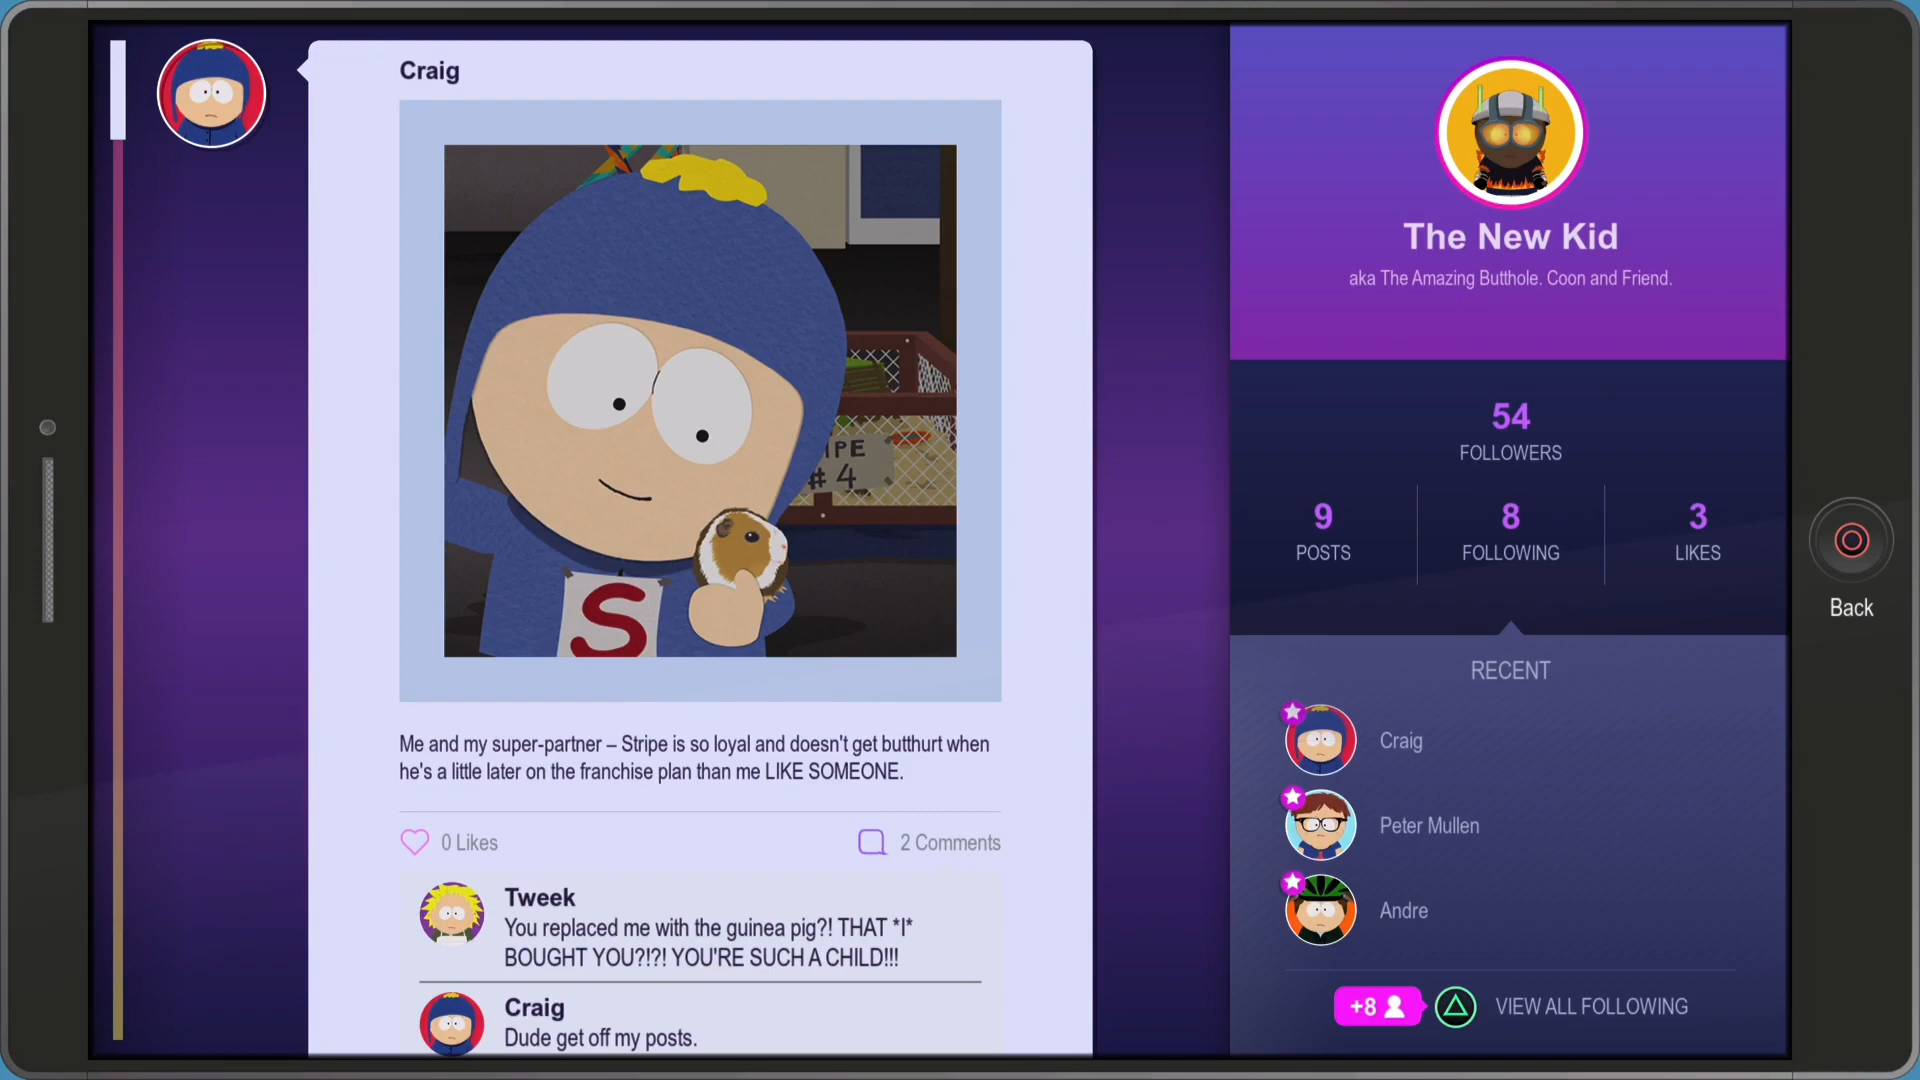 Craig
IPE
# 4
S
Me and my super-partner – Stripe is so loyal and doesn't get butthurt when
he's a little later on the franchise plan than me LIKE SOMEONE.
0 Likes
2 Comments
Tweek
You replaced me with the guinea pig?! THAT *I*
BOUGHT YOU?!?! YOU'RE SUCH A CHILD!!!
Craig
Dude get off my posts.
The New Kid
aka The Amazing Butthole. Coon and Friend.
54
FOLLOWERS
9
POSTS
8
FOLLOWING
3
LIKES
RECENT
Craig
Peter Mullen
Andre
+8
VIEW ALL FOLLOWING
Back